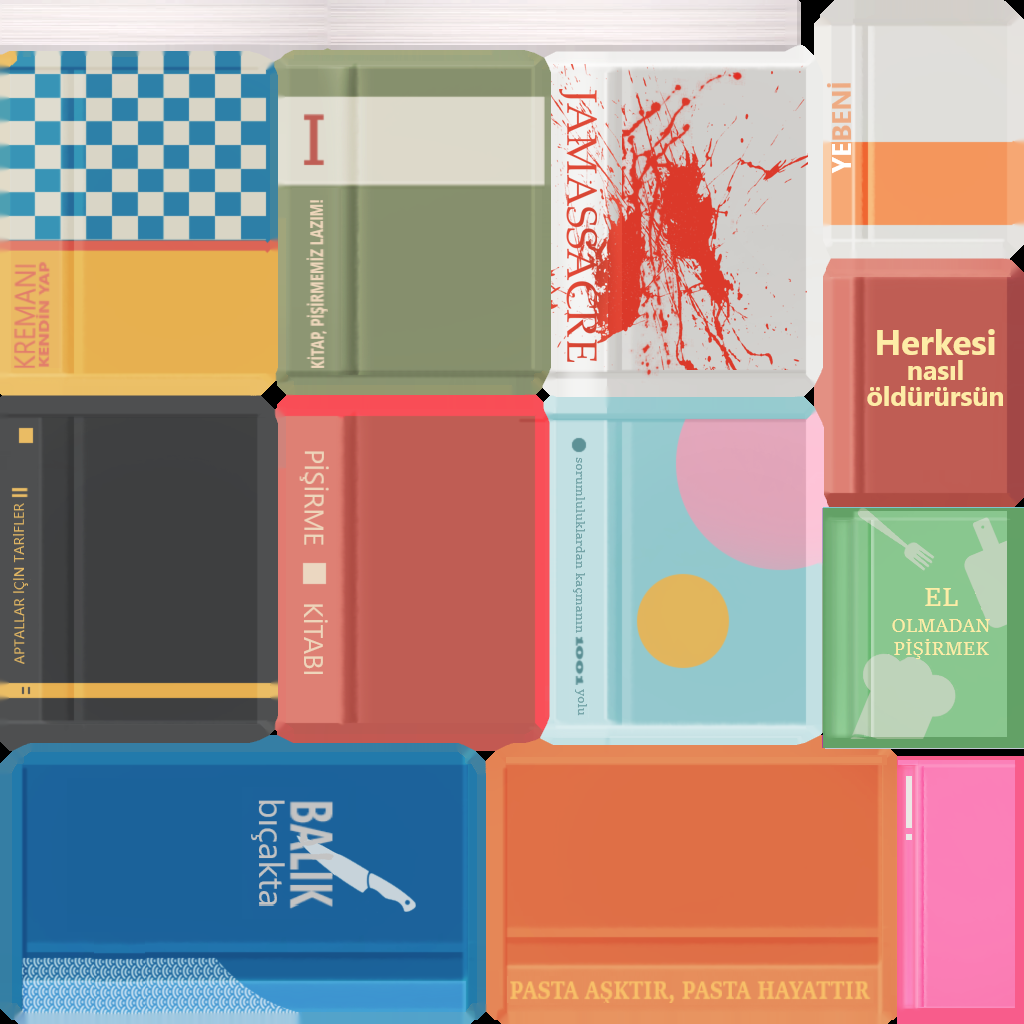 KREMANI
KENDİN YAP
I
KİTAP, PİŞİRMEMİZ LAZIM!
JAMASSACRE
YEBENİ
Herkesi
nasıl
öldürürsün
APTALLAR İÇİN TARİFLER II
=
PİŞİRME KİTABI
sorumluluklardan kaçmanın 1001 yolu
EL
OLMADAN
PİŞİRMEK
BALIK
bıçakta
PASTA AŞKTIR, PASTA HAYATTIR
!